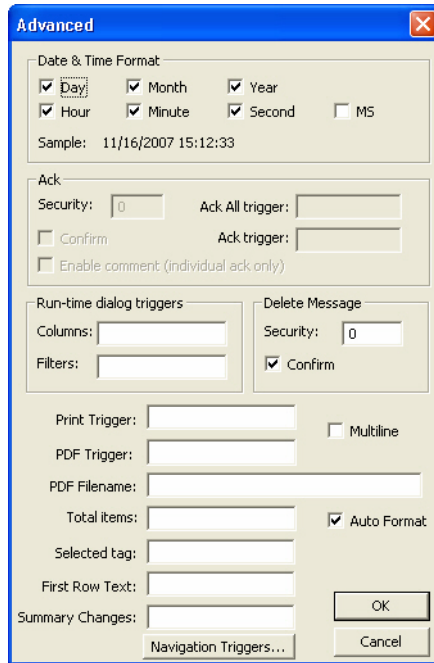 Advanced
Date & Time Format
Day Month Year
Hour Minute Second MS
Sample: 11/16/2007 15:12:33
Ack
Security: 0 Ack All trigger:
Confirm Ack trigger:
Enable comment (individual ack only)
Run-time dialog triggers Delete Message
Columns: Security: 0
Filters: Confirm
Print Trigger: Multiline
PDF Trigger:
PDF Filename:
Total items: Auto Format
Selected tag:
First Row Text:
Summary Changes: OK
Navigation Triggers... Cancel